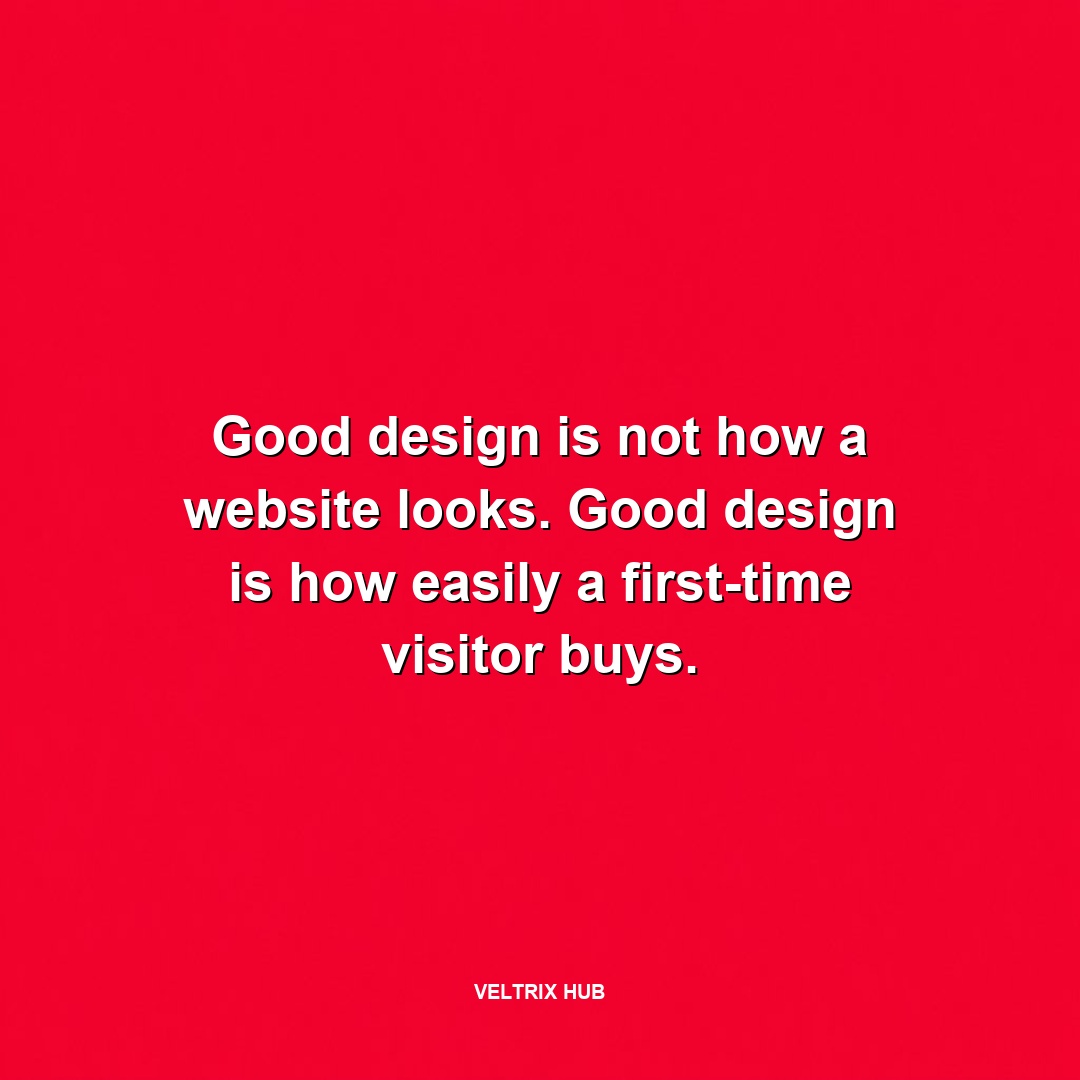 Good design is not how a
website looks. Good design
is how easily a first-time
visitor buys.
VELTRIX HUB